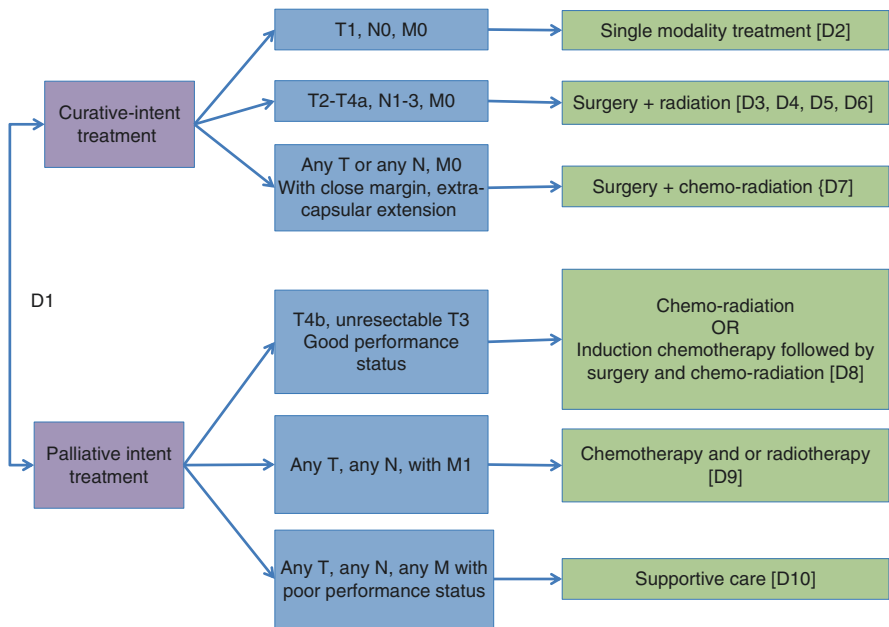 T1, N0, M0
Single modality treatment [D2]
Curative-intent
treatment
T2-T4a, N1-3, M0
Surgery + radiation [D3, D4, D5, D6]
Any T or any N, M0
With close margin, extra-
capsular extension
Surgery + chemo-radiation {D7]
D1
T4b, unresectable T3
Good performance
status
Chemo-radiation
OR
Induction chemotherapy followed by
surgery and chemo-radiation [D8]
Palliative intent
treatment
Any T, any N, with M1
Chemotherapy and or radiotherapy
[D9]
Any T, any N, any M with
poor performance status
Supportive care [D10]